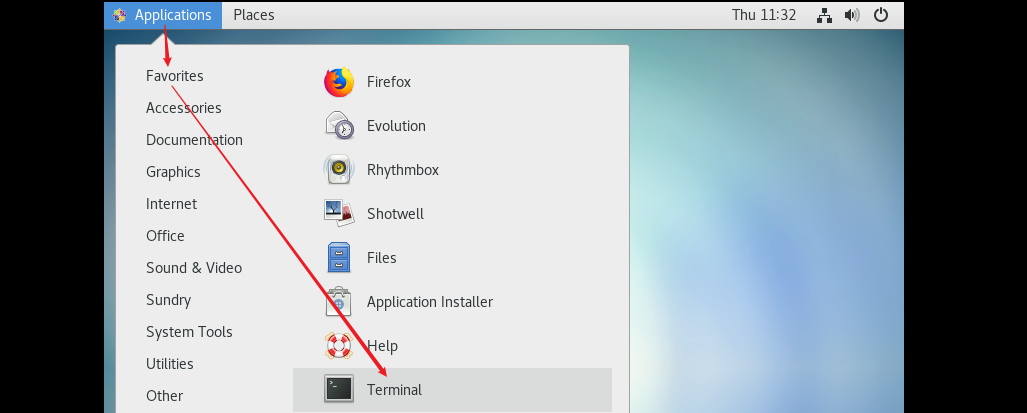 Applications Places Thu 11:32
Favorites
Accessories
Documentation
Graphics
Internet
Office
Sound & Video
Sundry
System Tools
Utilities
Other
Firefox
Evolution
Rhythmbox
Shotwell
Files
Application Installer
Help
Terminal